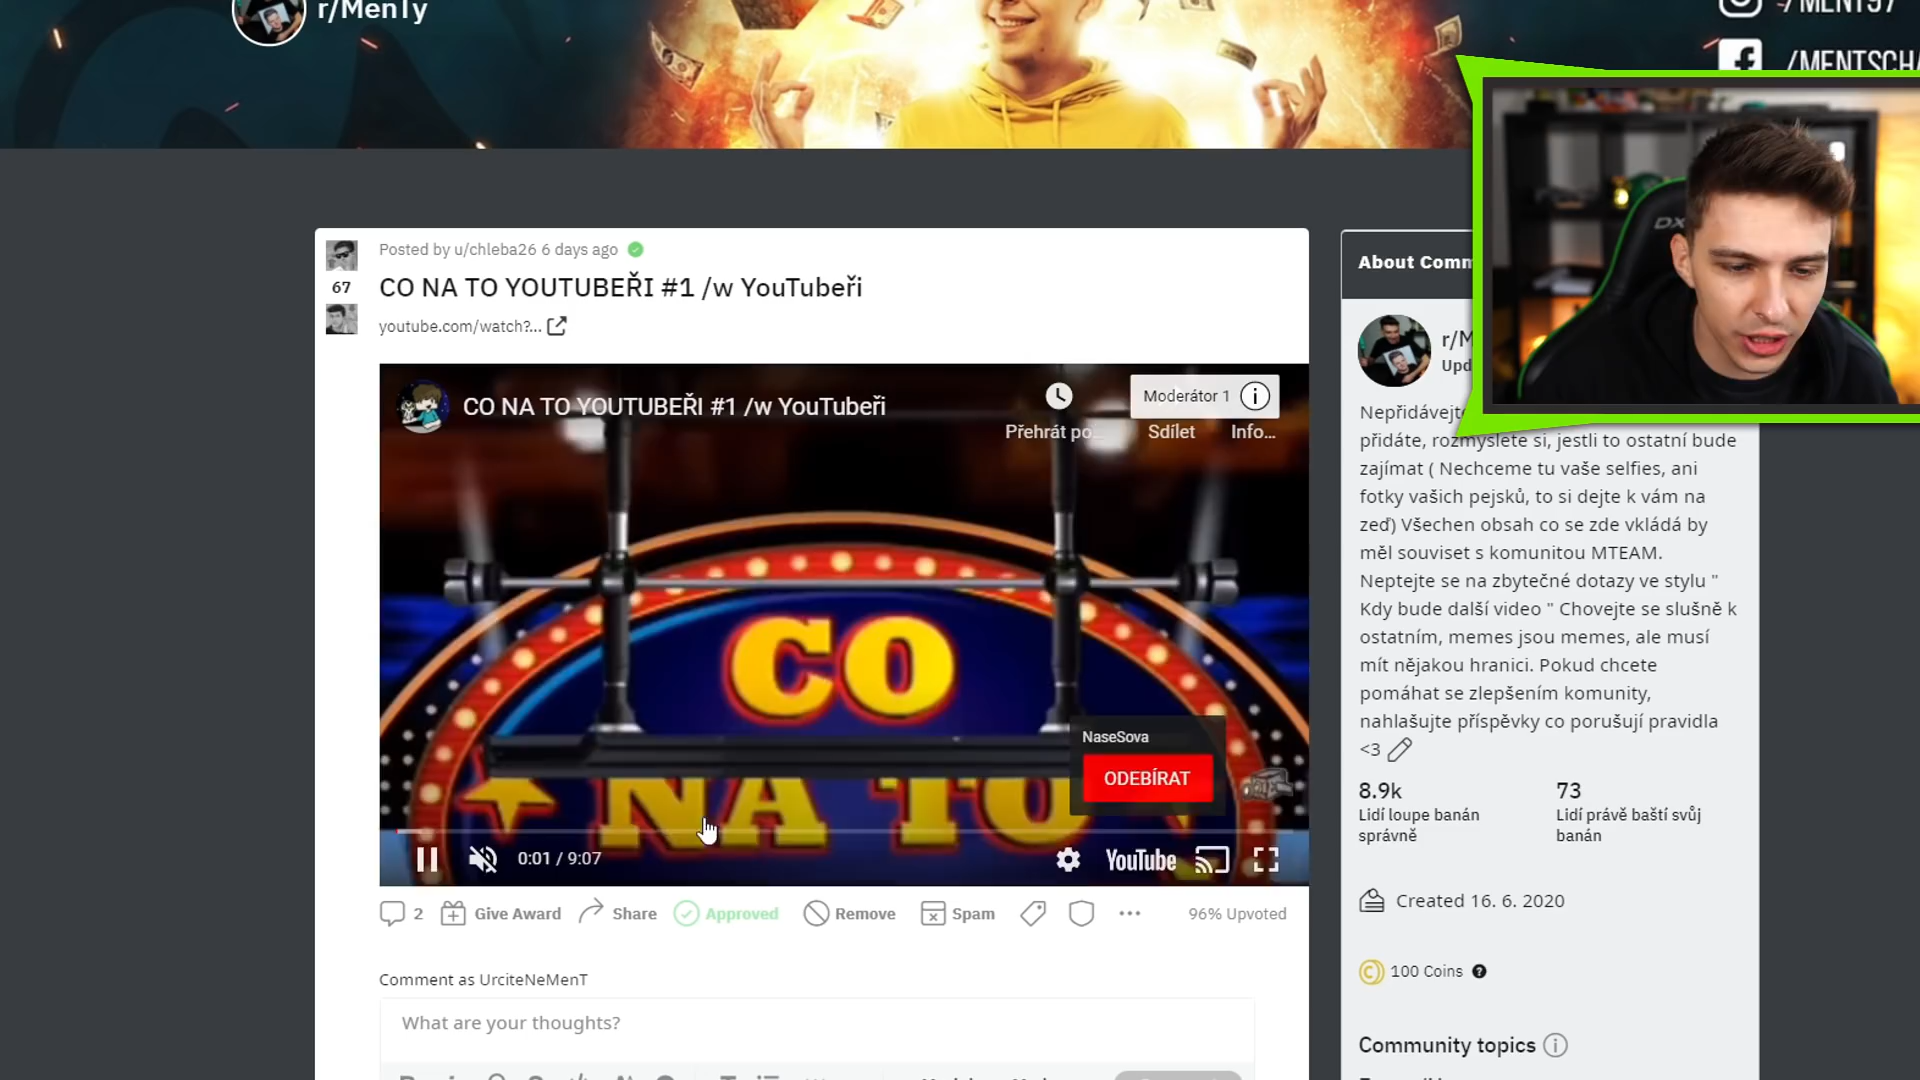 r/MenTy
/MENTSCHA
Posted by u/chleba26 6 days ago
67
CO NA TO YOUTUBEŘI #1 /w YouTubeři
youtube.com/watch?...
CO NA TO YOUTUBEŘI #1 /w YouTubeři
Přehrát po...
Sdílet
Moderátor 1
Info...
CO
NA TO
NaseSova
ODEBÍRAT
0:01 / 9:07
YouTube
2 Give Award Share Approved Remove Spam ... 96% Upvoted
Comment as UrciteNeMenT
What are your thoughts?
About Comm
r/M
Upd
Nepřidávejte
přidáte, rozmyslete si, jestli to ostatní bude
zajímat ( Nechceme tu vaše selfies, ani
fotky vašich pejsků, to si dejte k vám na
zeď) Všechen obsah co se zde vkládá by
měl souviset s komunitou MTEAM.
Neptejte se na zbytečné dotazy ve stylu "
Kdy bude další video " Chovejte se slušně k
ostatním, memes jsou memes, ale musí
mít nějakou hranici. Pokud chcete
pomáhat se zlepšením komunity,
nahlašujte příspěvky co porušují pravidla
<3
8.9k
Lidí loupe banán
správně
73
Lidí právě baští svůj
banán
Created 16. 6. 2020
100 Coins
Community topics
DX